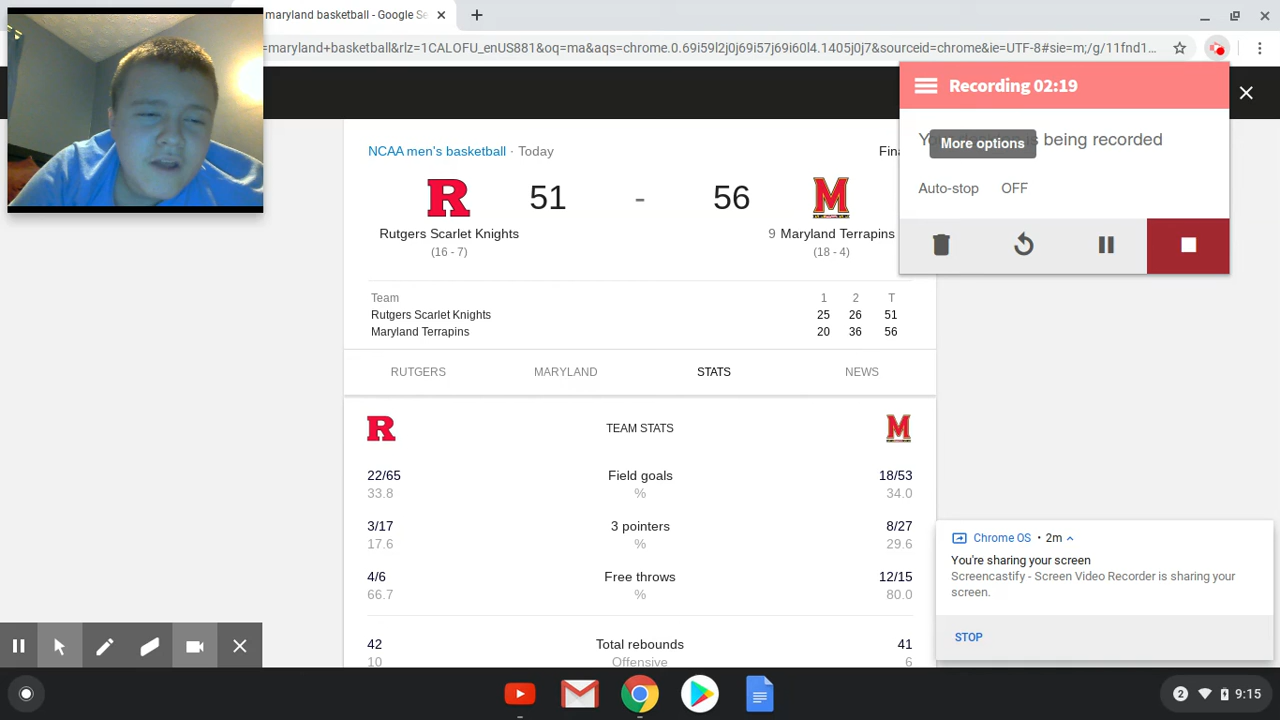 maryland basketball - Google Se
=maryland+basketball&rlz=1CALOFU_enUS881&oq=ma&aqs=chrome.0.69i59l2j0j69i57j69i60l4.1405j0j7&sourceid=chrome&ie=UTF-8#sie=m;/g/11fnd1...
Recording 02:19
is being recorded
More options
Auto-stop OFF
NCAA men's basketball · Today
R 51 - 56 M
Rutgers Scarlet Knights 9 Maryland Terrapins
(16 - 7) (18 - 4)
Team 1 2 T
Rutgers Scarlet Knights 25 26 51
Maryland Terrapins 20 36 56
RUTGERS MARYLAND STATS NEWS
R TEAM STATS M
22/65 Field goals 18/53
33.8 % 34.0
3/17 3 pointers 8/27
17.6 % 29.6
4/6 Free throws 12/15
66.7 % 80.0
42 Total rebounds 41
10 Offensive 6
Chrome OS • 2m
You're sharing your screen
Screencastify - Screen Video Recorder is sharing your
screen.
STOP
2 9:15